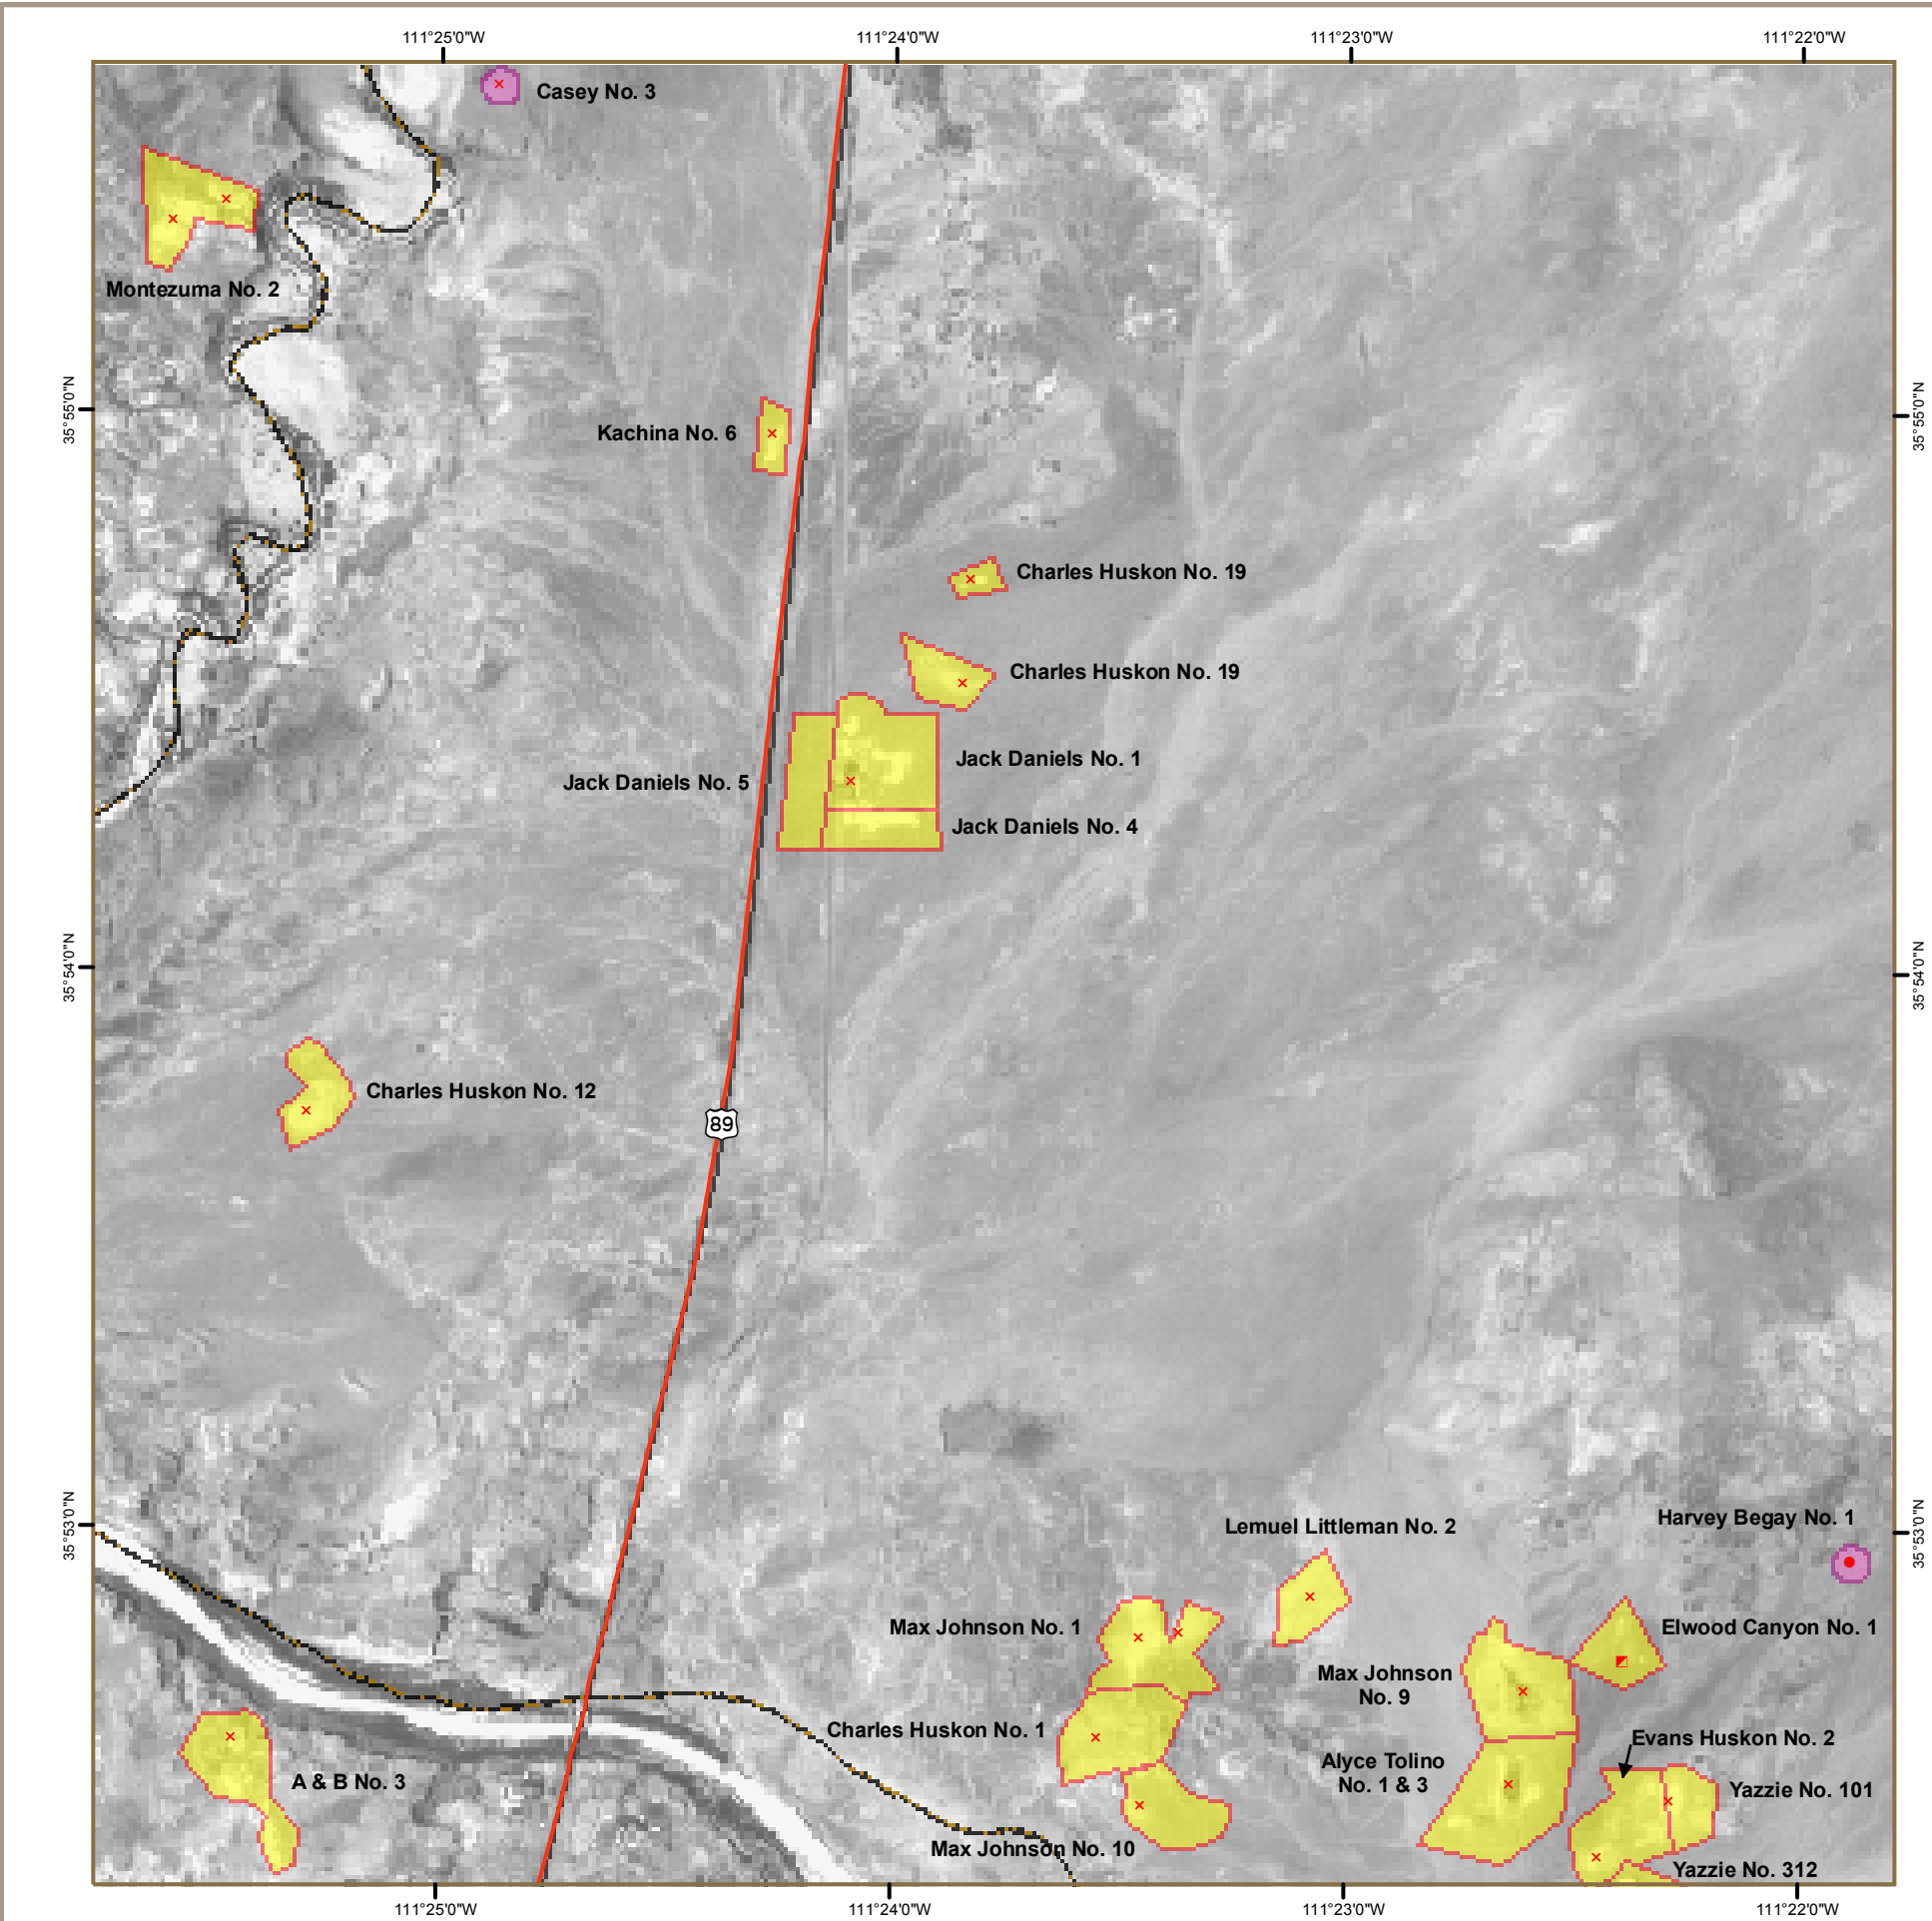 111°25'0"W
111°24'0"W
111°23'0"W
111°22'0"W
Casey No. 3
Montezuma No. 2
35°55'0"N
35°55'0"N
Kachina No. 6
Charles Huskon No. 19
Charles Huskon No. 19
Jack Daniels No. 1
Jack Daniels No. 5
Jack Daniels No. 4
35°54'0"N
35°54'0"N
Charles Huskon No. 12
89
35°53'0"N
35°53'0"N
Harvey Begay No. 1
Lemuel Littleman No. 2
Max Johnson No. 1
Elwood Canyon No. 1
Max Johnson
No. 9
Charles Huskon No. 1
Evans Huskon No. 2
Alyce Tolino
No. 1 & 3
A & B No. 3
Yazzie No. 101
Max Johnson No. 10
Yazzie No. 312
111°25'0"W
111°24'0"W
111°23'0"W
111°22'0"W